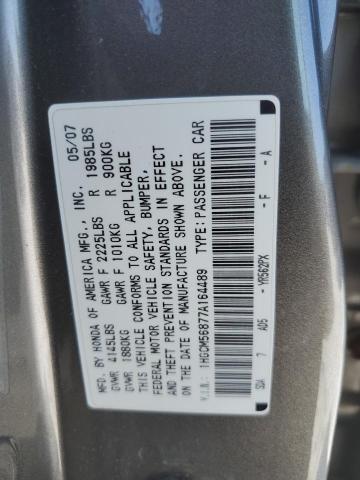 MFD. BY HONDA OF AMERICA MFG., INC. 05/07
GVWR 4145LBS GAWR F 2225LBS R 1985LBS
GVWR 1880KG GAWR F 1010KG R 900KG
THIS VEHICLE CONFORMS TO ALL APPLICABLE
FEDERAL MOTOR VEHICLE SAFETY, BUMPER,
AND THEFT PREVENTION STANDARDS IN EFFECT
ON THE DATE OF MANUFACTURE SHOWN ABOVE.
V.I.N.: 1HGCM56877A164489 TYPE: PASSENGER CAR
SDA 7 A05 - YR562PX - F - A